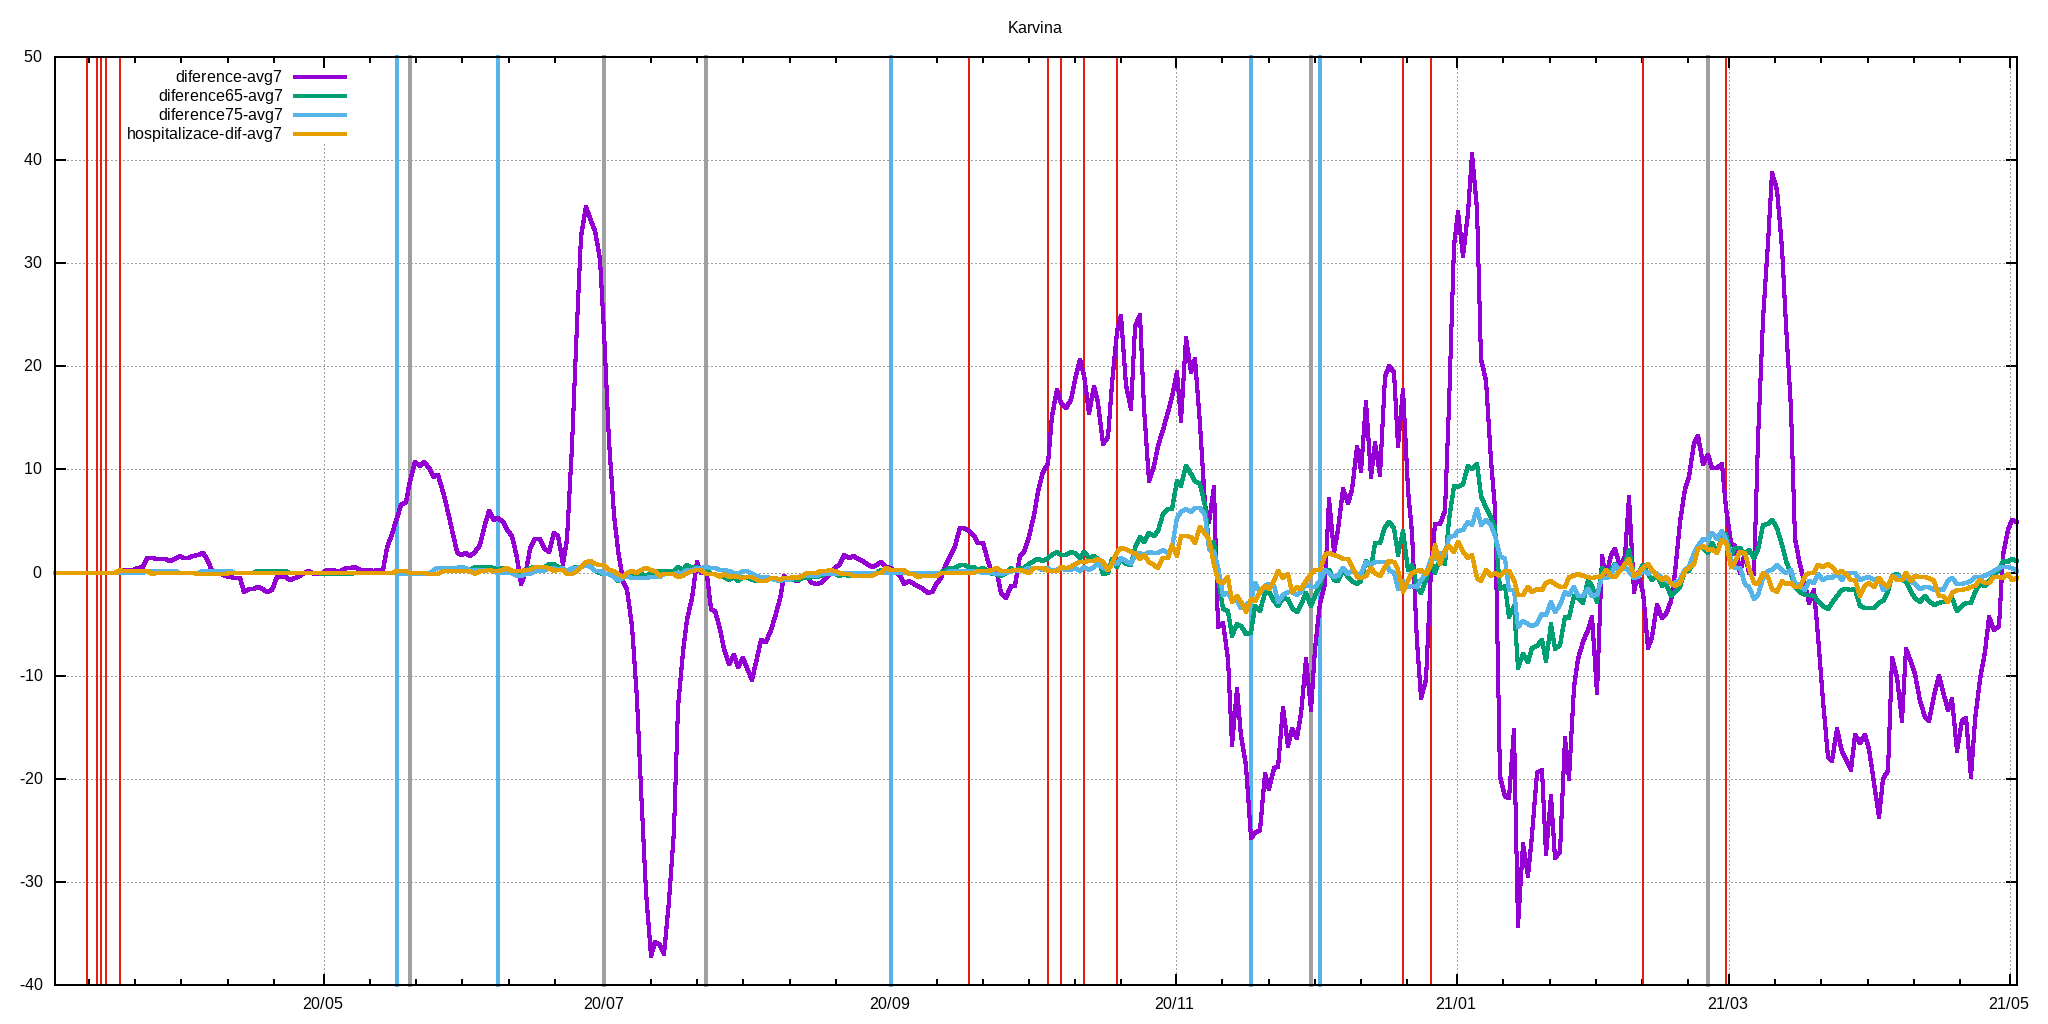 Karvina
diference-avg7
diference65-avg7
diference75-avg7
hospitalizace-dif-avg7
50
40
30
20
10
0
-10
-20
-30
-40
20/05 20/07 20/09 20/11 21/01 21/03 21/05